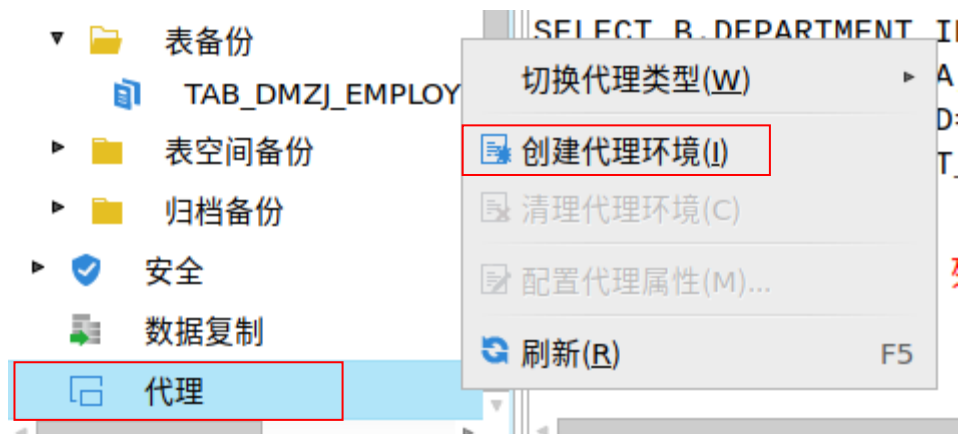 表备份
TAB_DMZJ_EMPLOY
表空间备份
归档备份
安全
数据复制
代理
SELECT B.DEPARTMENT
切换代理类型(W)
创建代理环境(I)
清理代理环境(C)
配置代理属性(M)...
刷新(R) F5